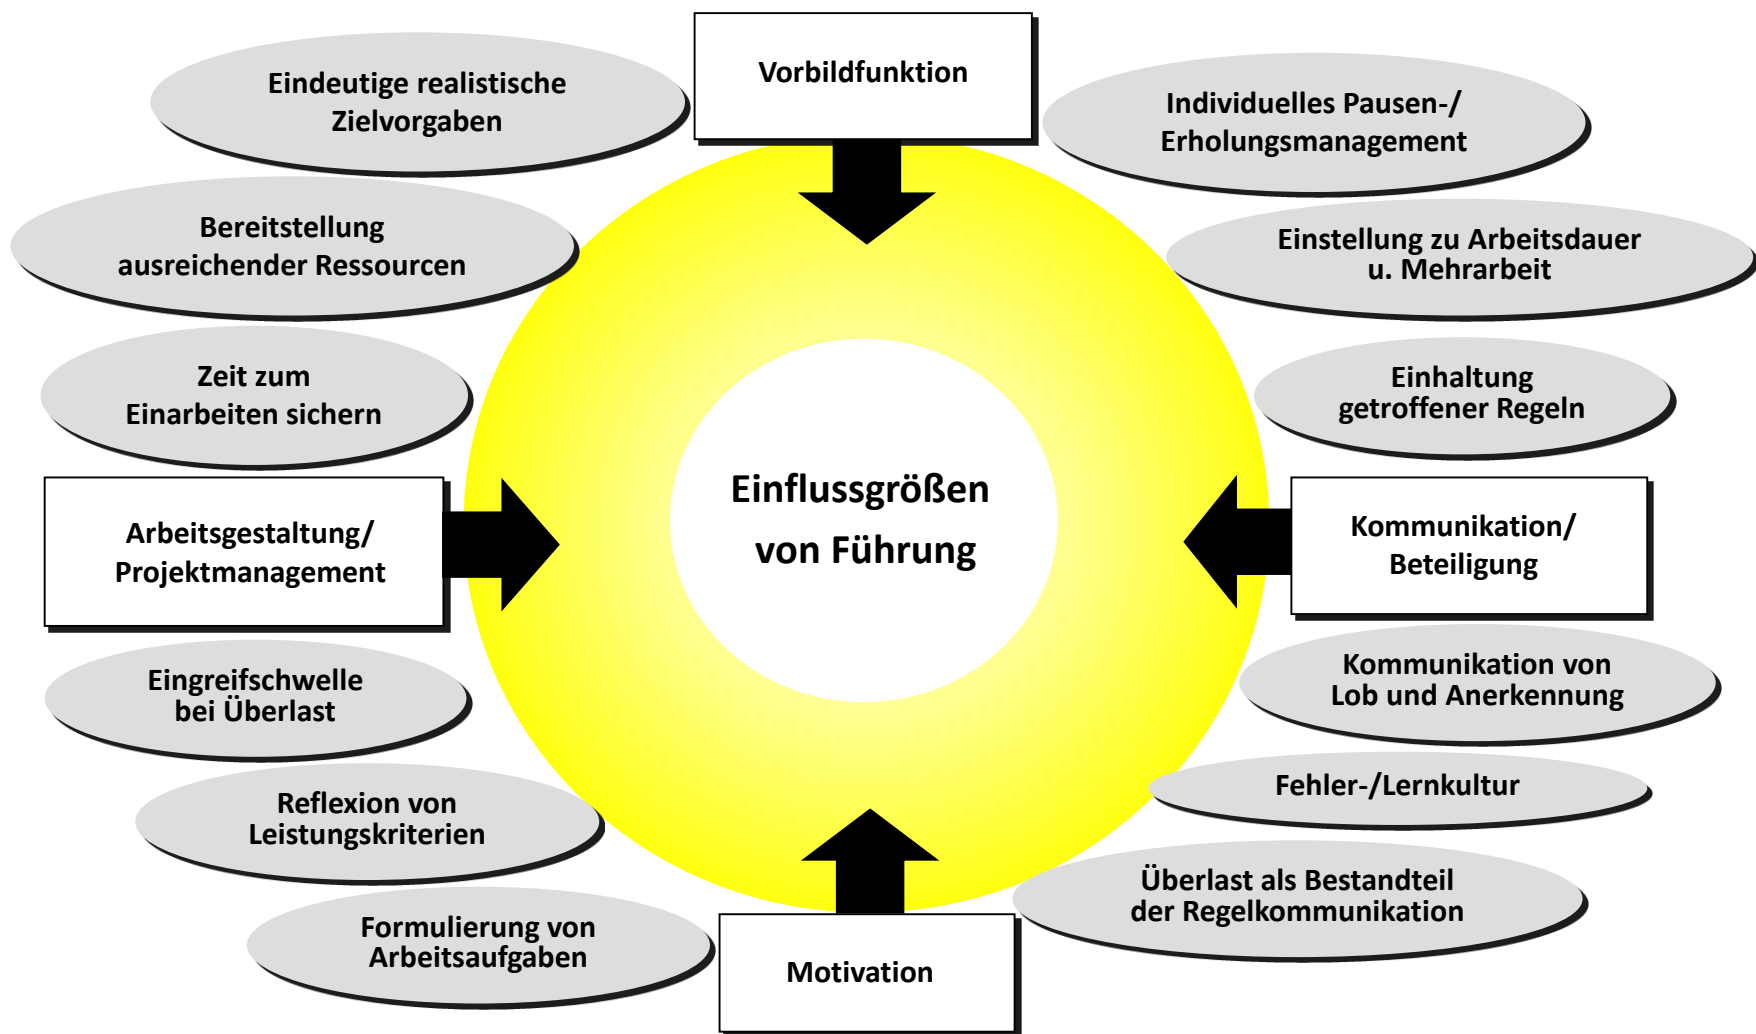 Vorbildfunktion
Eindeutige realistische
Zielvorgaben
Individuelles Pausen-/
Erholungsmanagement
Bereitstellung
ausreichender Ressourcen
Einstellung zu Arbeitsdauer
u. Mehrarbeit
Zeit zum
Einarbeiten sichern
Einhaltung
getroffener Regeln
Einflussgrößen
von Führung
Arbeitsgestaltung/
Projektmanagement
Kommunikation/
Beteiligung
Eingreifschwelle
bei Überlast
Kommunikation von
Lob und Anerkennung
Reflexion von
Leistungskriterien
Fehler-/Lernkultur
Formulierung von
Arbeitsaufgaben
Überlast als Bestandteil
der Regelkommunikation
Motivation